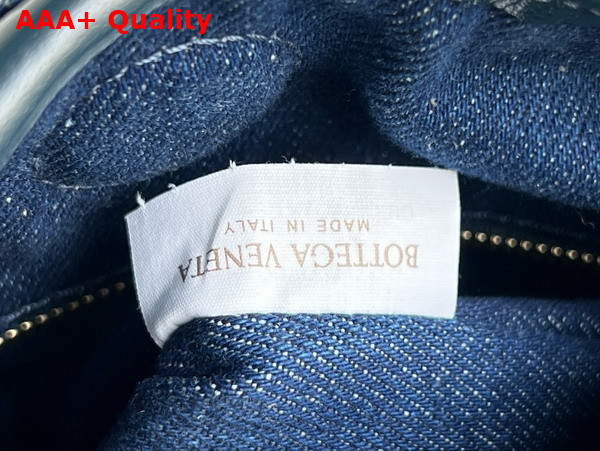 AAA+ Quality
BOTTEGA VENETA
MADE IN ITALY